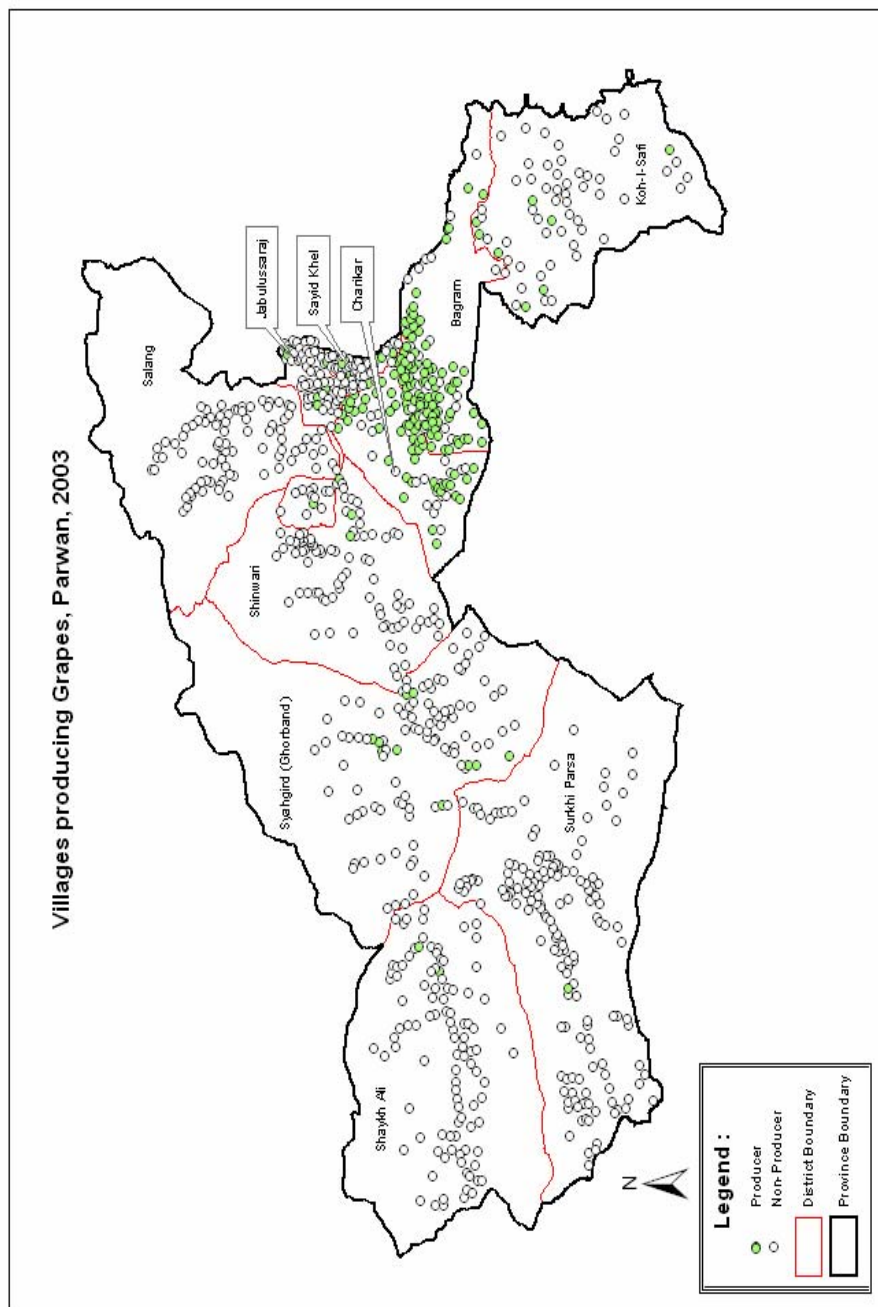 Villages producing Grapes, Parwan, 2003
Salang
Jabulussaraj
Sayid Khel
Charikar
Shinwari
Bagram
Koh-I-Safi
Syahgird (Ghorband)
Surkhi Parsa
Shaykh Ali
N
Legend :
Producer
Non-Producer
District Boundary
Province Boundary